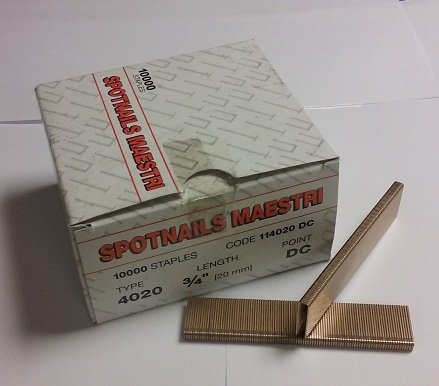 10000
STAPLES
SPOTNAILS MAESTRI
SPOTNAILS MAESTRI
10000 STAPLES CODE 114020 DC
TYPE LENGTH POINT
4020 3/4" [20 mm] DC